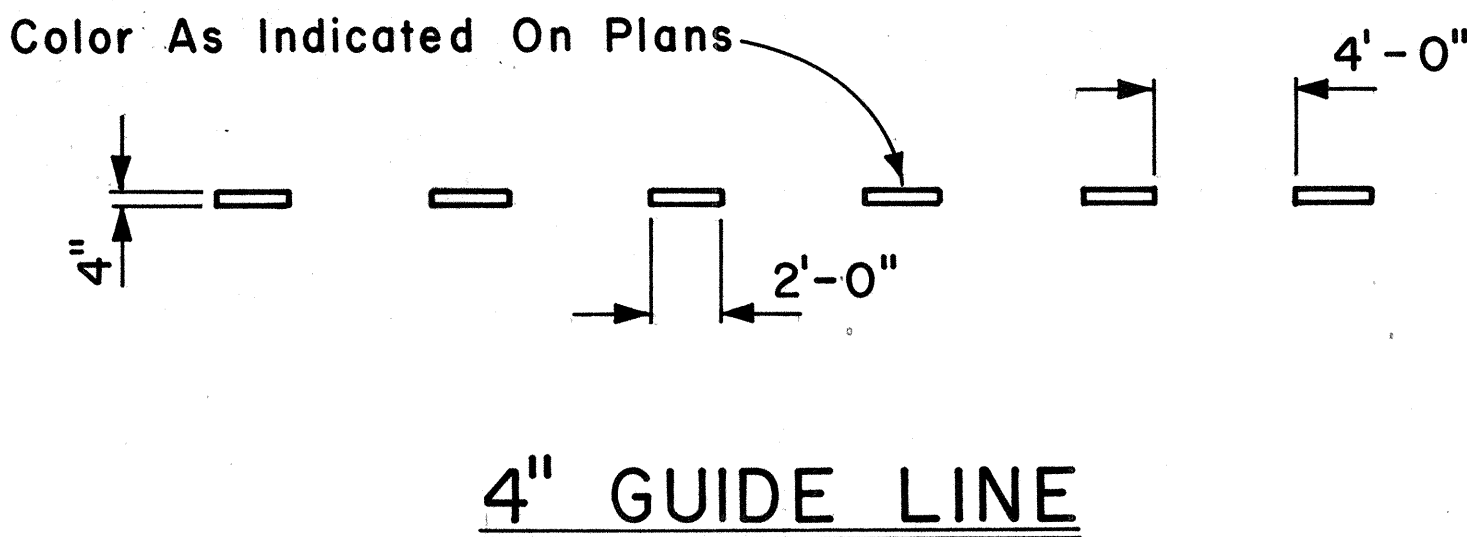 Color As Indicated On Plans
4'-0"
4"
2'-0"
4" GUIDE LINE